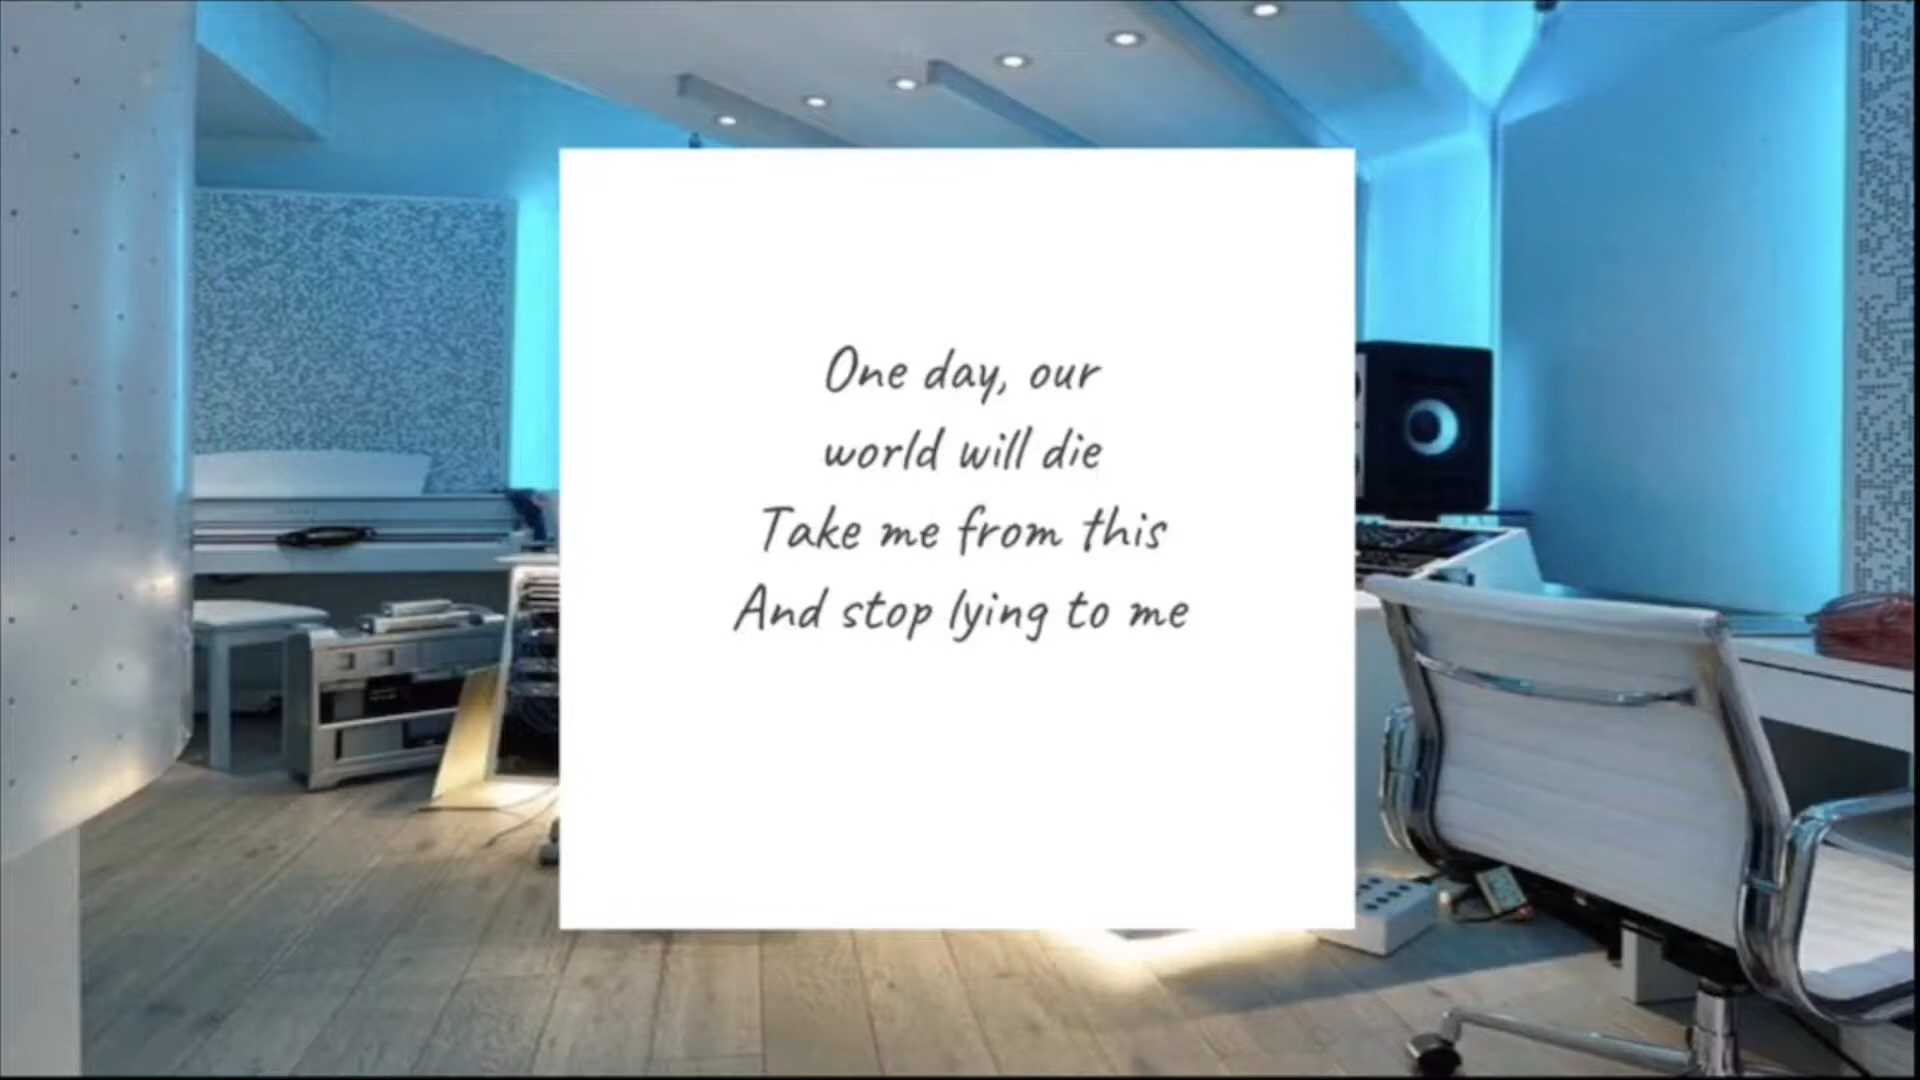 One day, our
world will die
Take me from this
And stop lying to me